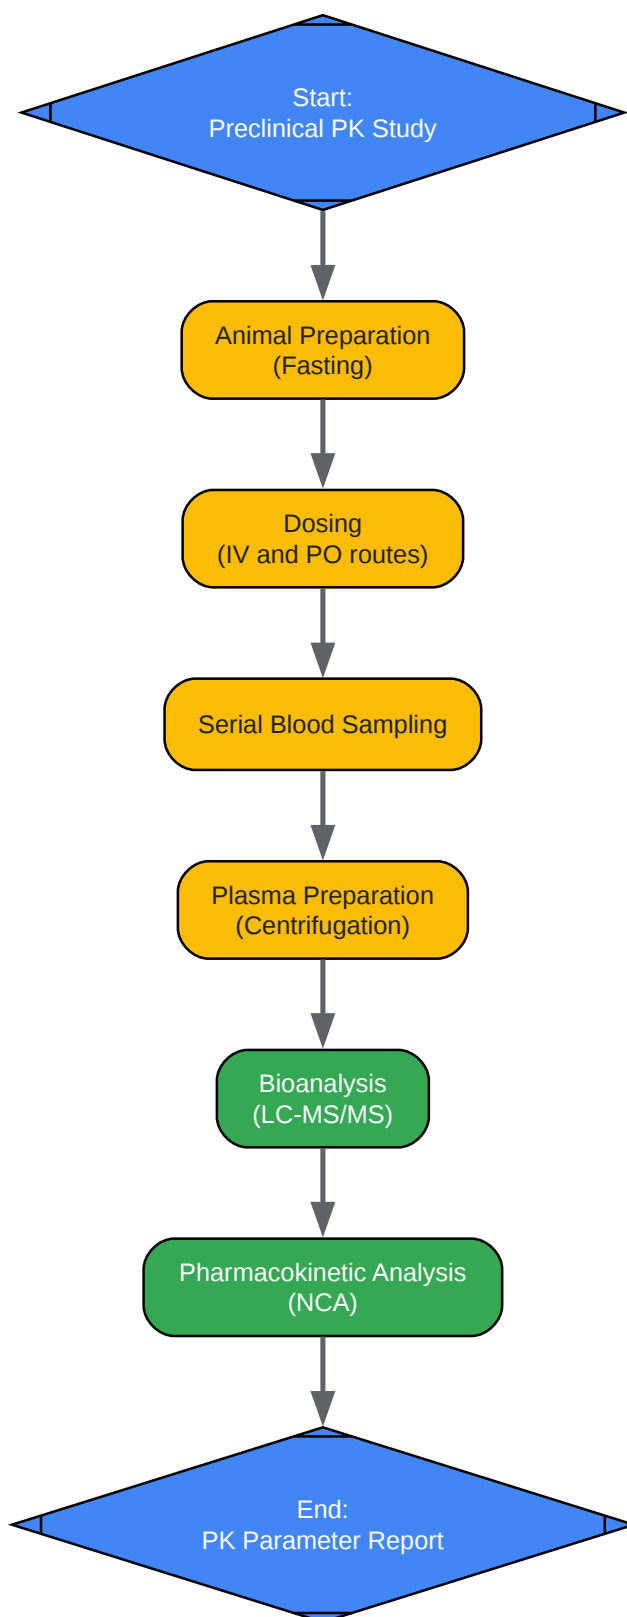 Start:
Preclinical PK Study
Animal Preparation
(Fasting)
Dosing
(IV and PO routes)
Serial Blood Sampling
Plasma Preparation
(Centrifugation)
Bioanalysis
(LC-MS/MS)
Pharmacokinetic Analysis
(NCA)
End:
PK Parameter Report